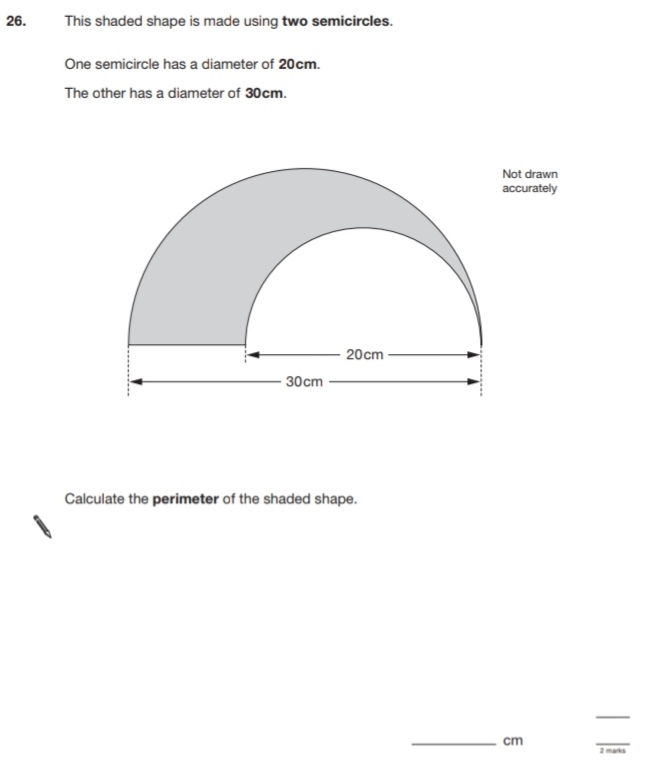 26. This shaded shape is made using two semicircles.
One semicircle has a diameter of 20cm.
The other has a diameter of 30cm.
Not drawn
accurately
20cm
30cm
Calculate the perimeter of the shaded shape.
cm
2 marks